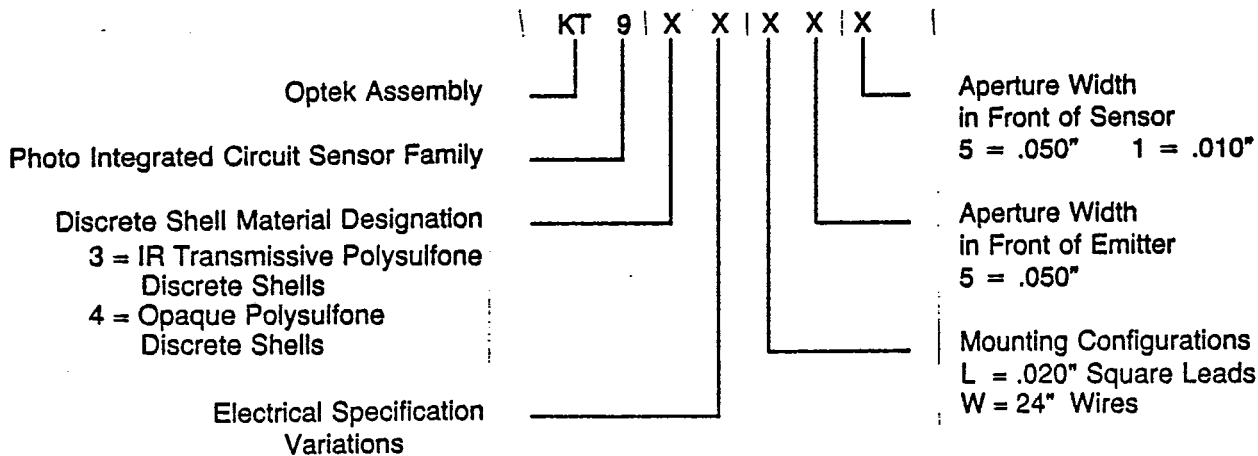 KT 9 X X X X X
Optek Assembly
Photo Integrated Circuit Sensor Family
Discrete Shell Material Designation
3 = IR Transmissive Polysulfone
Discrete Shells
4 = Opaque Polysulfone
Discrete Shells
Electrical Specification
Variations
Aperture Width
in Front of Sensor
5 = .050" 1 = .010"
Aperture Width
in Front of Emitter
5 = .050"
Mounting Configurations
L = .020" Square Leads
W = 24" Wires